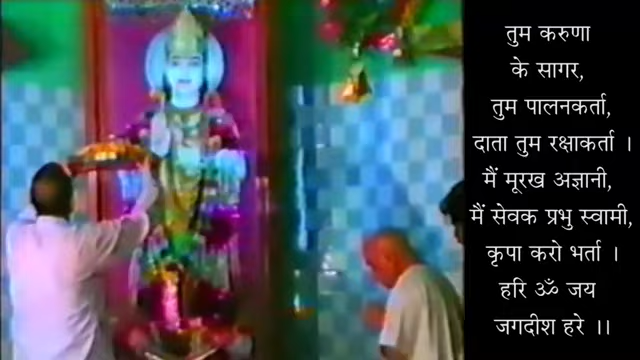 तुम करुणा
के सागर,
तुम पालनकर्ता,
दाता तुम रक्षाकर्ता ।
मैं मूरख अज्ञानी,
मैं सेवक प्रभु स्वामी,
कृपा करो भर्ता ।
हरि ॐ जय
जगदीश हरे ।।